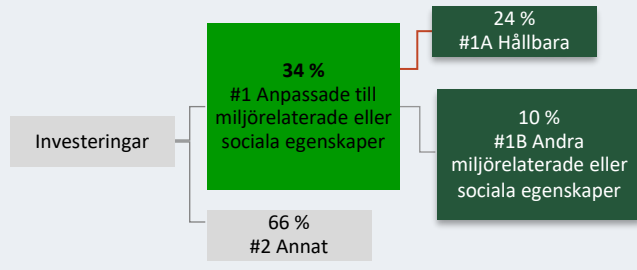 Investeringar
34 %
#1 Anpassade till
miljörelaterade eller
sociala egenskaper
24 %
#1A Hållbara
10 %
#1B Andra
miljörelaterade eller
sociala egenskaper
66 %
#2 Annat